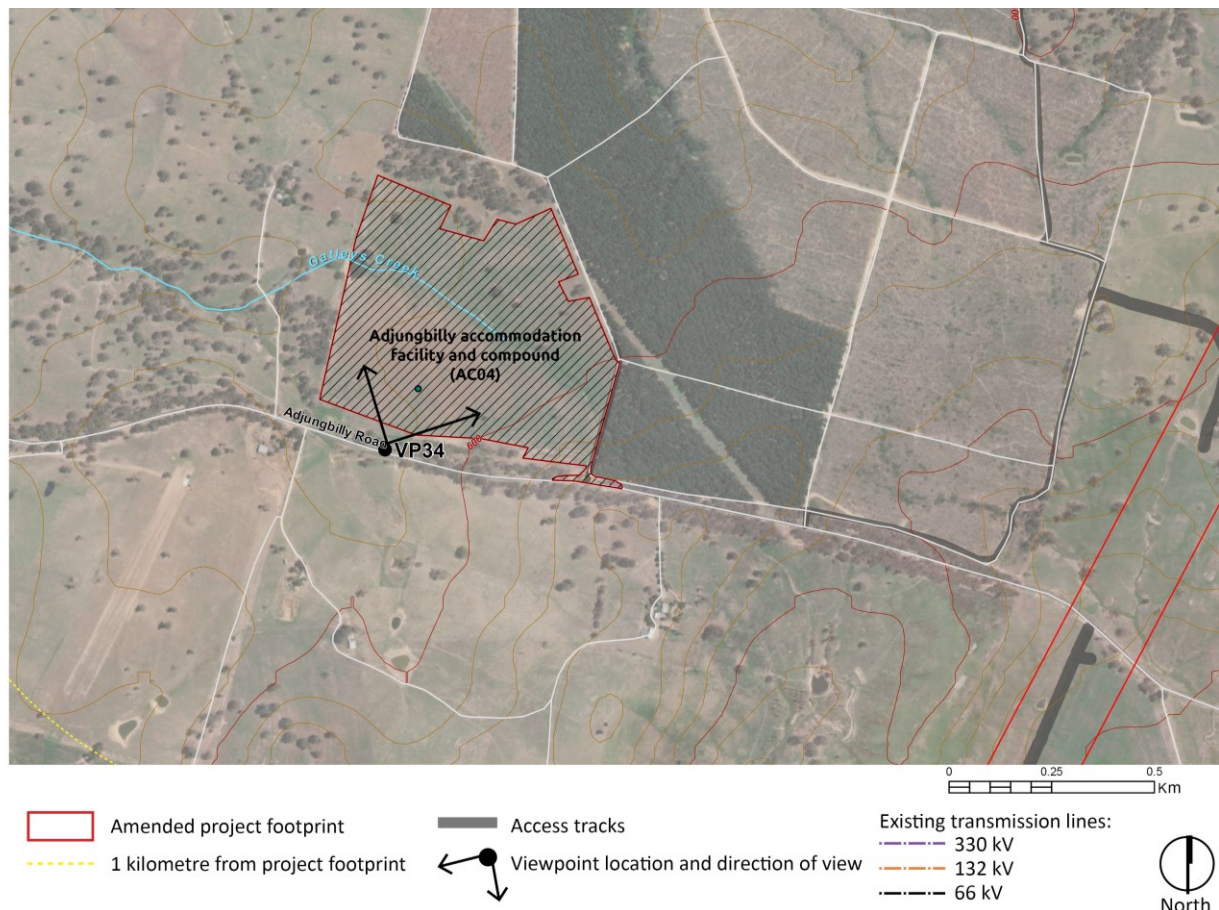 600
Gatleys Creek
Adjungbilly accommodation
facility and compound
(AC04)
Adjungbilly Road
VP34
600
0 0.25 0.5
Km
Amended project footprint
1 kilometre from project footprint
Access tracks
Viewpoint location and direction of view
Existing transmission lines:
330 kV
132 kV
66 kV
North